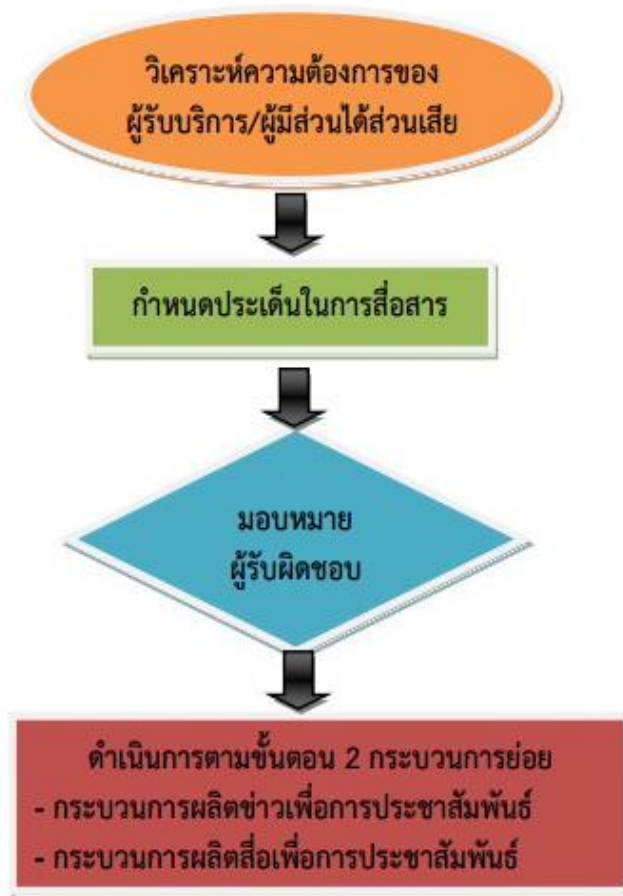 วิเคราะห์ความต้องการของ
ผู้รับบริการ/ผู้มีส่วนได้ส่วนเสีย
กำหนดประเด็นในการสื่อสาร
มอบหมาย
ผู้รับผิดชอบ
ดำเนินการตามขั้นตอน 2 กระบวนการย่อย
- กระบวนการผลิตข่าวเพื่อการประชาสัมพันธ์
- กระบวนการผลิตสื่อเพื่อการประชาสัมพันธ์